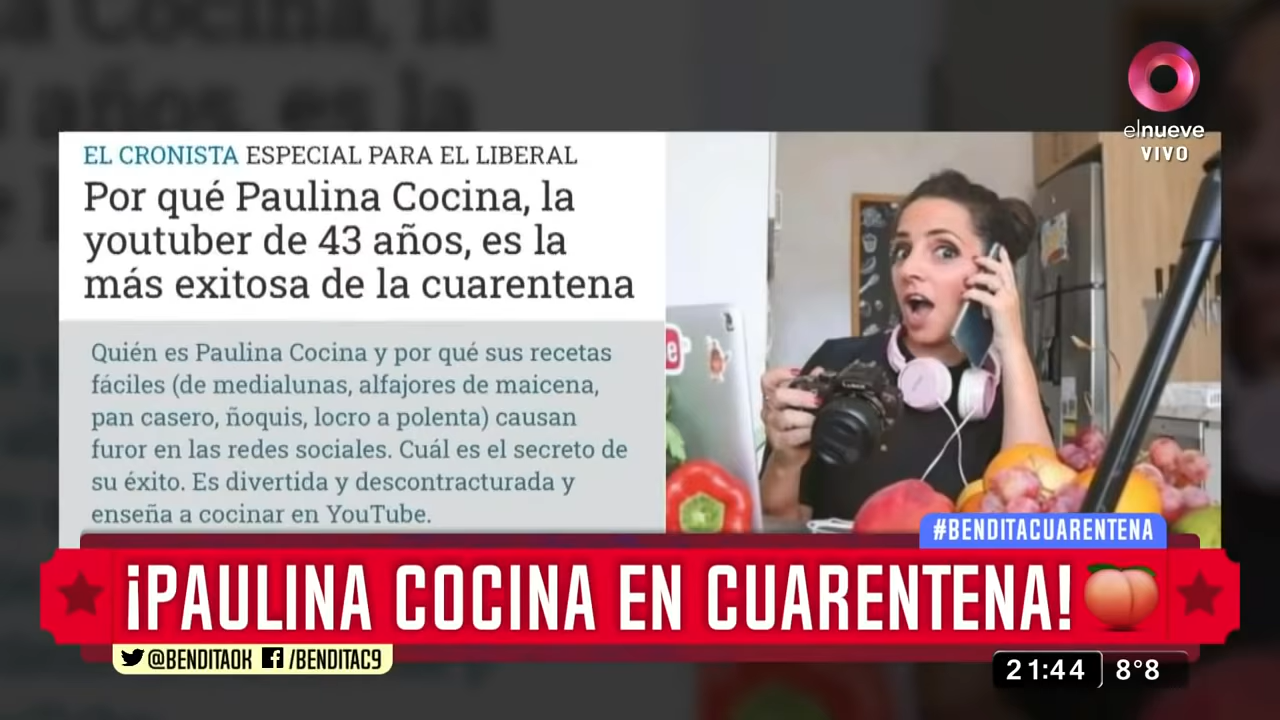 elnueve
VIVO
EL CRONISTA ESPECIAL PARA EL LIBERAL
Por qué Paulina Cocina, la
youtuber de 43 años, es la
más exitosa de la cuarentena
Quién es Paulina Cocina y por qué sus recetas
fáciles (de medialunas, alfajores de maicena,
pan casero, ñoquis, locro a polenta) causan
furor en las redes sociales. Cuál es el secreto de
su éxito. Es divertida y descontracturada y
enseña a cocinar en YouTube.
#BENDITACUARENTENA
¡PAULINA COCINA EN CUARENTENA!
@BENDITAOK /BENDITAC9
21:44 8°8